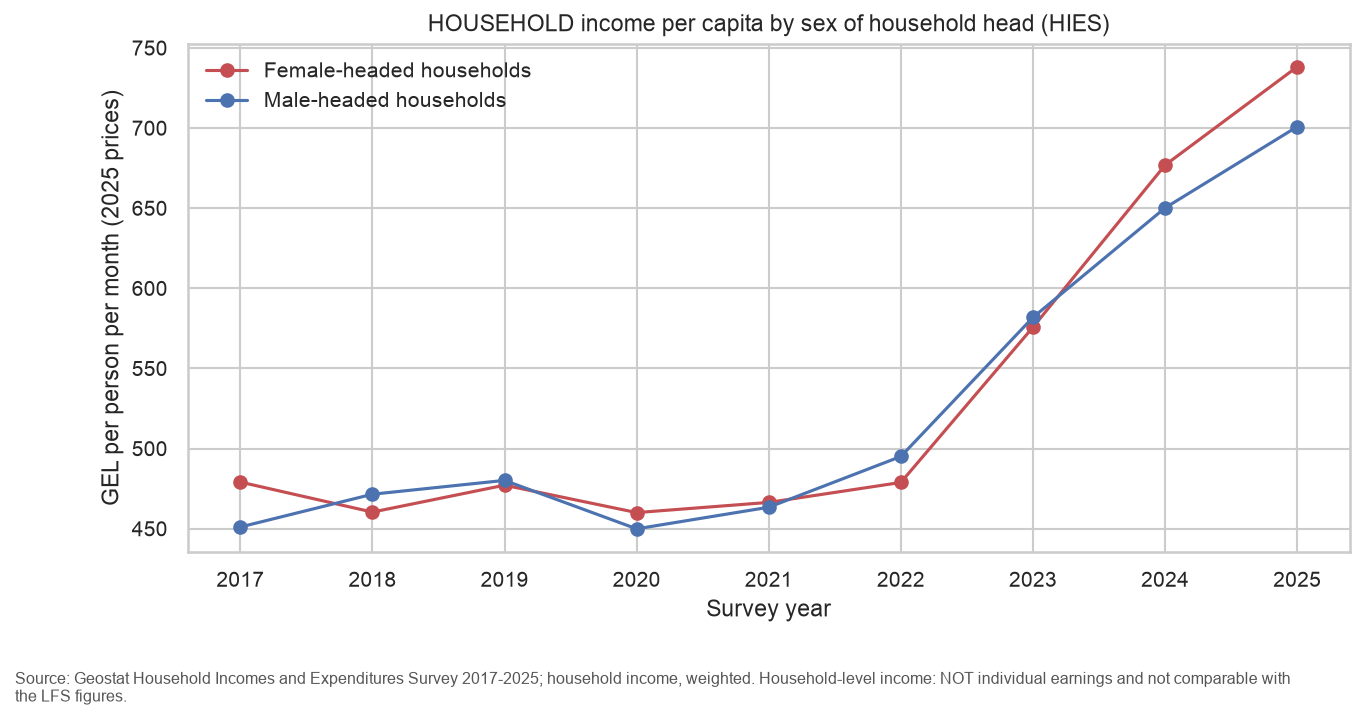 HOUSEHOLD income per capita by sex of household head (HIES)
Female-headed households
Male-headed households
GEL per person per month (2025 prices)
750
700
650
600
550
500
450
2017 2018 2019 2020 2021 2022 2023 2024 2025
Survey year
Source: Geostat Household Incomes and Expenditures Survey 2017-2025; household income, weighted. Household-level income: NOT individual earnings and not comparable with
the LFS figures.